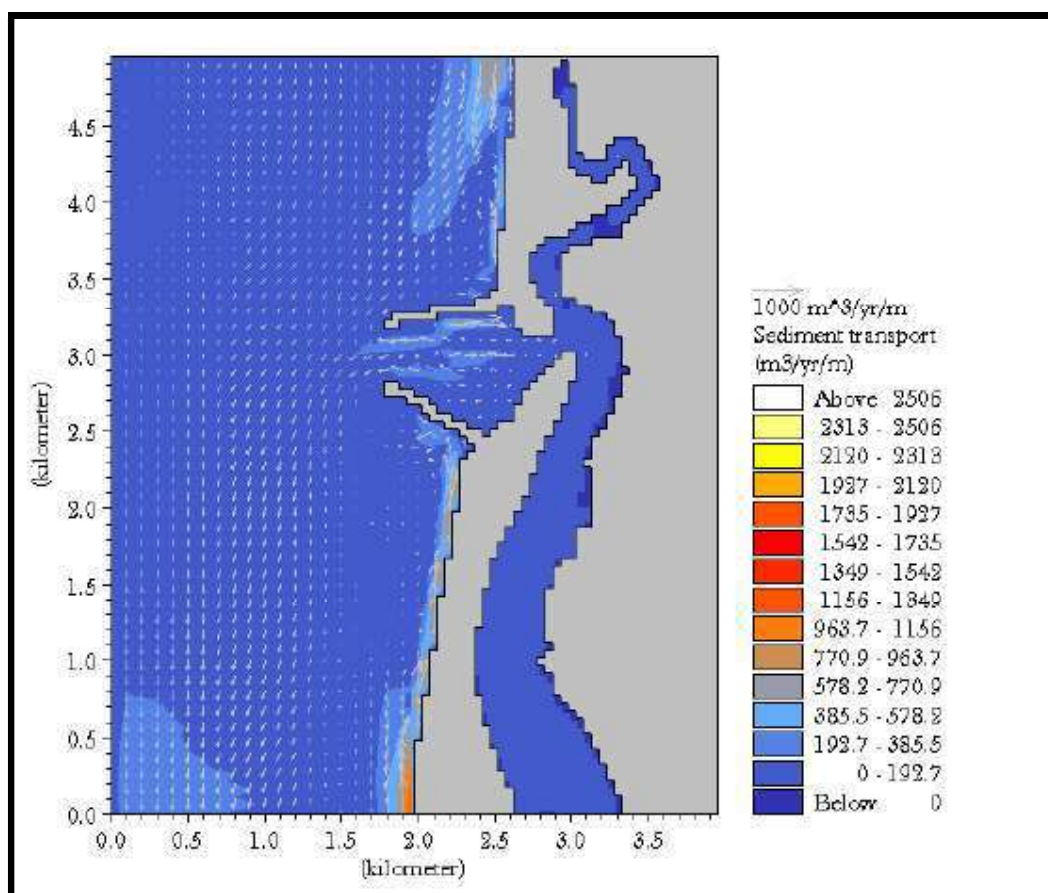 4.5
4.0
3.5
3.0
2.5
2.0
1.5
1.0
0.5
0.0
(kilometer)
0.0 0.5 1.0 1.5 2.0 2.5 3.0 3.5
(kilometer)
1000 m^3/yr/m
Sediment transport
(m3/yr/m)
Above 2506
2313 - 2506
2120 - 2313
1927 - 2120
1735 - 1927
1542 - 1735
1349 - 1542
1156 - 1349
963.7 - 1156
770.9 - 963.7
578.2 - 770.9
385.5 - 578.2
192.7 - 385.5
0 - 192.7
Below 0